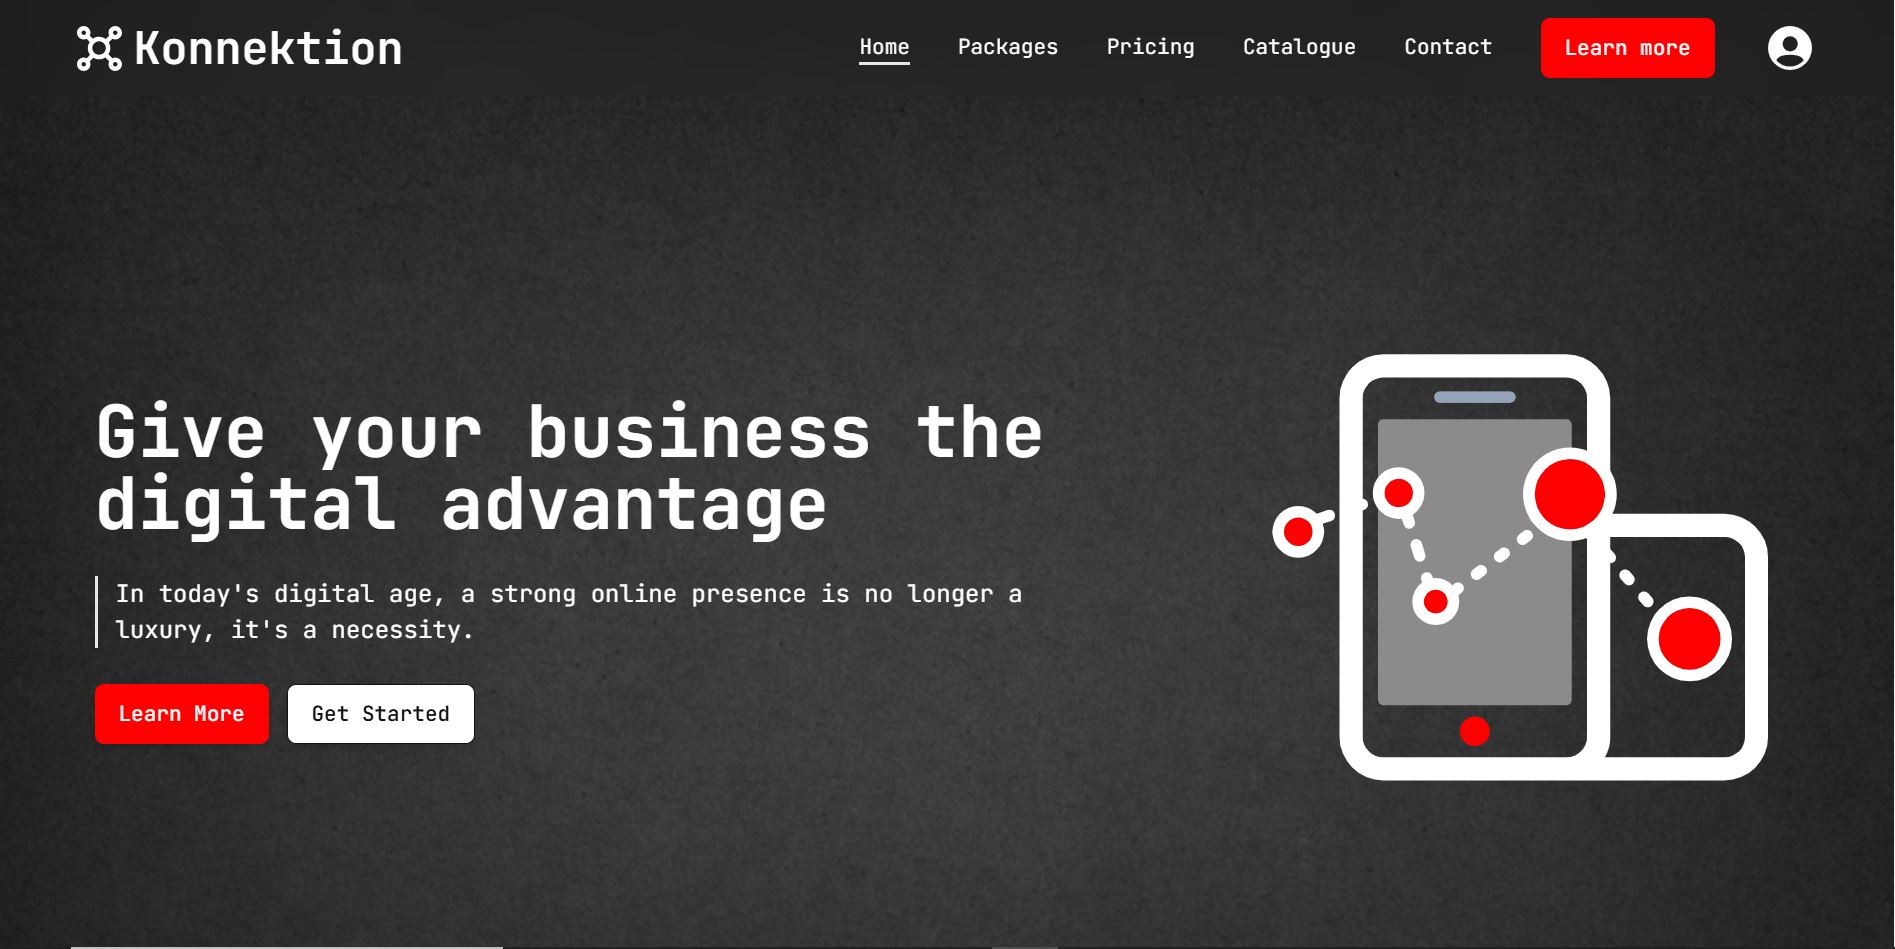 Konnektion
Home Packages Pricing Catalogue Contact Learn more
Give your business the
digital advantage
In today's digital age, a strong online presence is no longer a
luxury, it's a necessity.
Learn More Get Started